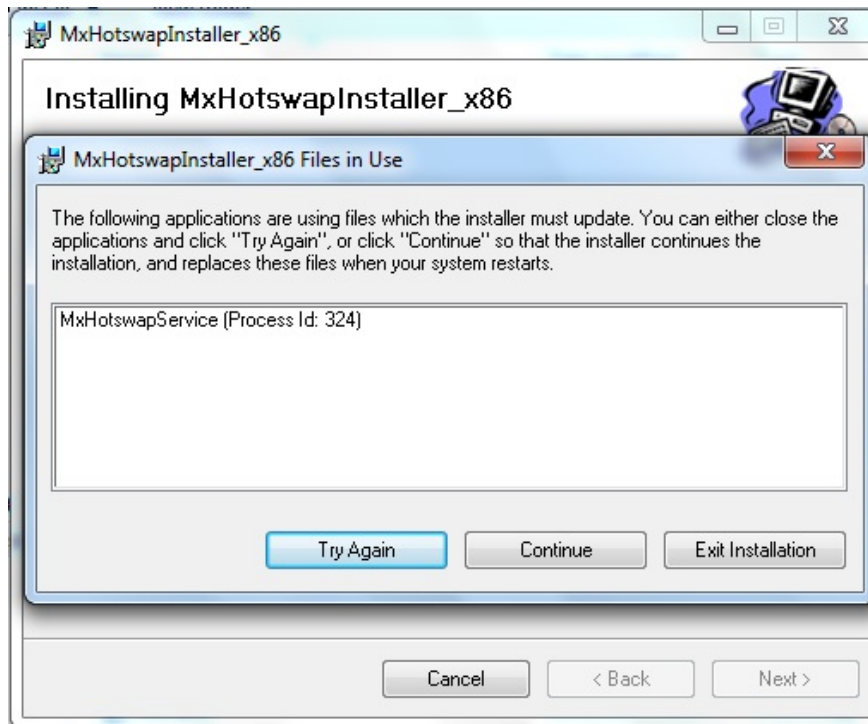 MxHotswapInstaller_x86
Installing MxHotswapInstaller_x86
MxHotswapInstaller_x86 Files in Use
The following applications are using files which the installer must update. You can either close the
applications and click "Try Again", or click "Continue" so that the installer continues the
installation, and replaces these files when your system restarts.
MxHotswapService (Process Id: 324)
Try Again
Continue
Exit Installation
Cancel
< Back
Next >